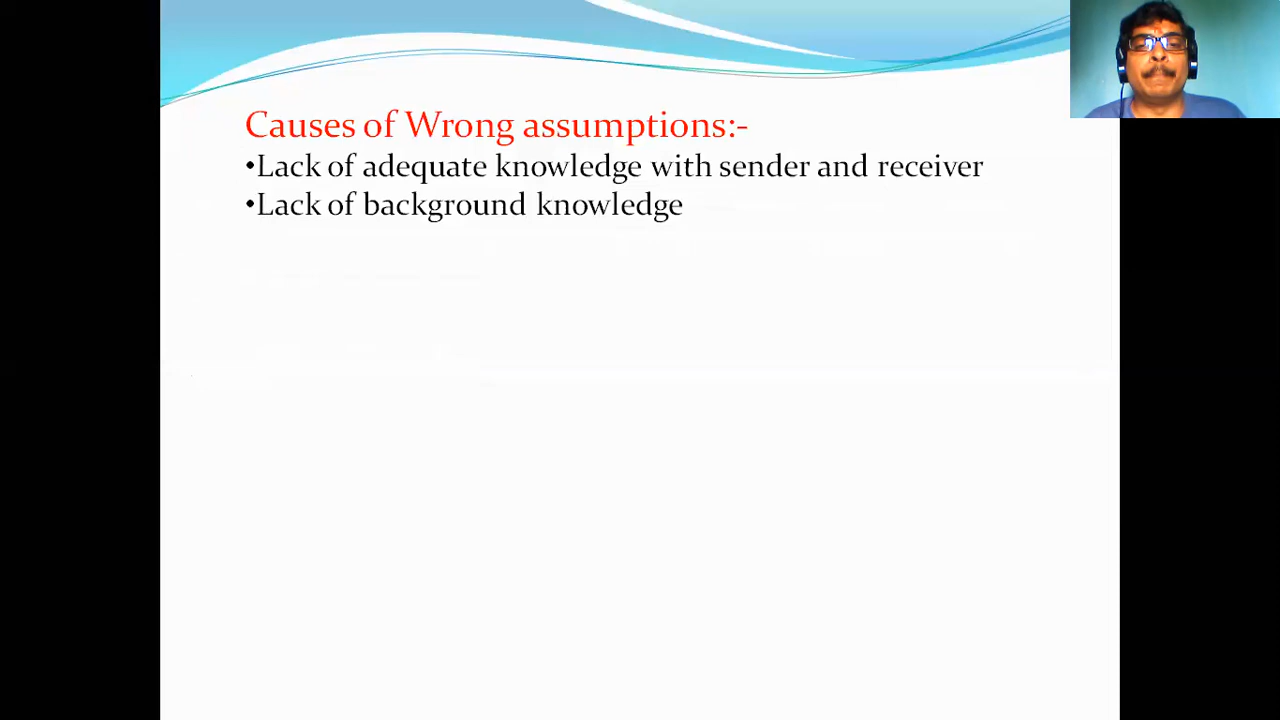 Causes of Wrong assumptions:-
•Lack of adequate knowledge with sender and receiver
•Lack of background knowledge